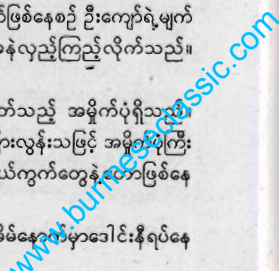 ာ်ဖြစ်နေစဉ် ဦးကျော်ရဲ့မျက်
ခနဲလှည့်ကြည့်လိုက်သည်။
တ်သည့် အမှိုက်ပုံရှိသည်။
ားလွန်းသဖြင့် အမှိုက်ပုံကြီး
ယ်ကွက်တွေနဲ့ ဖြစ်နေ
မိမ် ာ်မှာဒေါင်းနီရပ်နေ
www.burmeseclassic.com